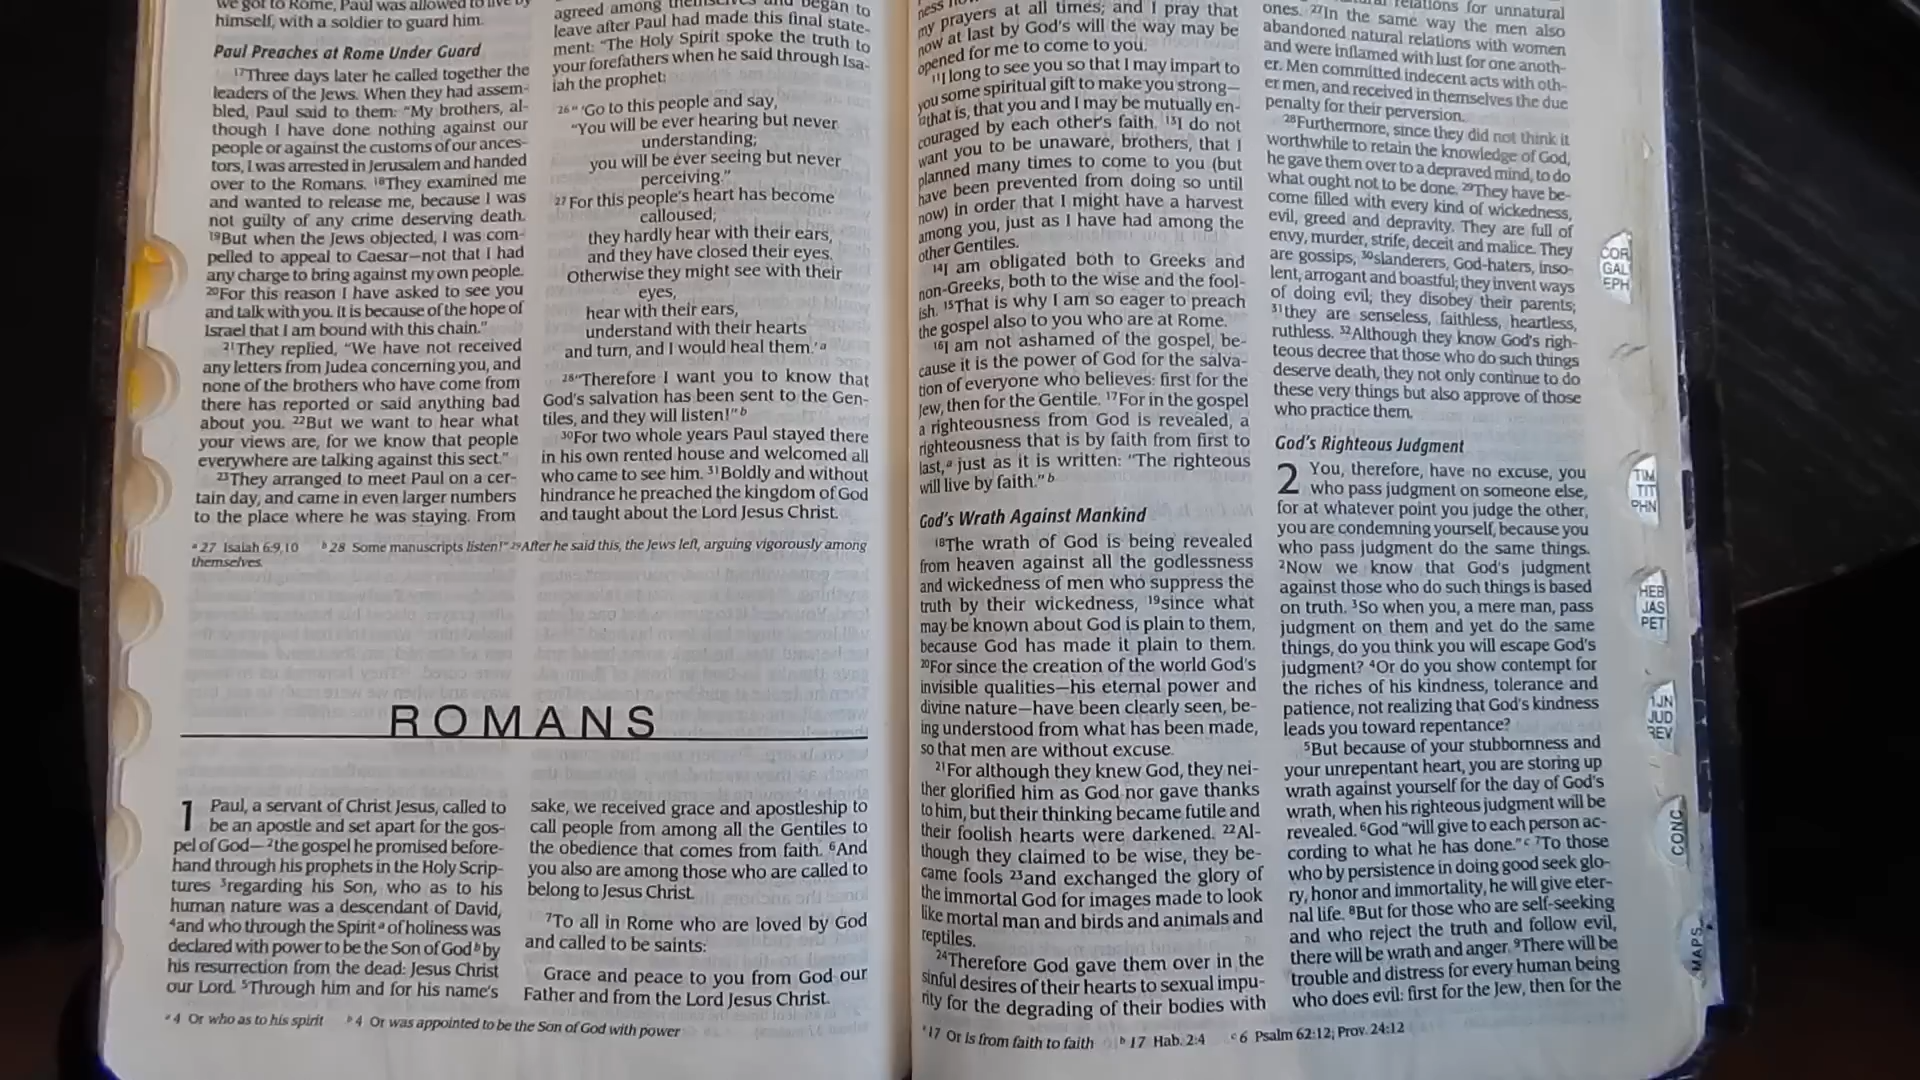 we got to Rome, Paul was allowed to live by
himself, with a soldier to guard him.
Paul Preaches at Rome Under Guard
17Three days later he called together the
leaders of the Jews. When they had assem-
bled, Paul said to them: "My brothers, al-
though I have done nothing against our
people or against the customs of our ances-
tors, I was arrested in Jerusalem and handed
over to the Romans. 18They examined me
and wanted to release me, because I was
not guilty of any crime deserving death.
19But when the Jews objected, I was com-
pelled to appeal to Caesar—not that I had
any charge to bring against my own people.
20For this reason I have asked to see you
and talk with you. It is because of the hope of
Israel that I am bound with this chain."
21They replied, "We have not received
any letters from Judea concerning you, and
none of the brothers who have come from
there has reported or said anything bad
about you. 22But we want to hear what
your views are, for we know that people
everywhere are talking against this sect."
23They arranged to meet Paul on a cer-
tain day, and came in even larger numbers
to the place where he was staying. From
agreed among themselves and began to
leave after Paul had made this final state-
ment: "The Holy Spirit spoke the truth to
your forefathers when he said through Isa-
iah the prophet:
26" 'Go to this people and say,
"You will be ever hearing but never
understanding;
you will be ever seeing but never
perceiving."
27For this people's heart has become
calloused;
they hardly hear with their ears,
and they have closed their eyes.
Otherwise they might see with their
eyes,
hear with their ears,
understand with their hearts
and turn, and I would heal them.' a
28"Therefore I want you to know that
God's salvation has been sent to the Gen-
tiles, and they will listen!" b
30For two whole years Paul stayed there
in his own rented house and welcomed all
who came to see him. 31Boldly and without
hindrance he preached the kingdom of God
and taught about the Lord Jesus Christ.
a 27 Isaiah 6:9,10 b 28 Some manuscripts listen!" 29After he said this, the Jews left, arguing vigorously among
themselves.
ROMANS
1 Paul, a servant of Christ Jesus, called to
be an apostle and set apart for the gos-
pel of God—2the gospel he promised before-
hand through his prophets in the Holy Scrip-
tures 3regarding his Son, who as to his
human nature was a descendant of David,
4and who through the Spirit a of holiness was
declared with power to be the Son of God b by
his resurrection from the dead: Jesus Christ
our Lord. 5Through him and for his name's
sake, we received grace and apostleship to
call people from among all the Gentiles to
the obedience that comes from faith. 6And
you also are among those who are called to
belong to Jesus Christ.
7To all in Rome who are loved by God
and called to be saints:
Grace and peace to you from God our
Father and from the Lord Jesus Christ.
a 4 Or who as to his spirit b 4 Or was appointed to be the Son of God with power
my prayers at all times; and I pray that
now at last by God's will the way may be
opened for me to come to you.
11I long to see you so that I may impart to
you some spiritual gift to make you strong—
12that is, that you and I may be mutually en-
couraged by each other's faith. 13I do not
want you to be unaware, brothers, that I
planned many times to come to you (but
have been prevented from doing so until
now) in order that I might have a harvest
among you, just as I have had among the
other Gentiles.
14I am obligated both to Greeks and
non-Greeks, both to the wise and the fool-
ish. 15That is why I am so eager to preach
the gospel also to you who are at Rome.
16I am not ashamed of the gospel, be-
cause it is the power of God for the salva-
tion of everyone who believes: first for the
Jew, then for the Gentile. 17For in the gospel
a righteousness from God is revealed, a
righteousness that is by faith from first to
last, a just as it is written: "The righteous
will live by faith." b
God's Wrath Against Mankind
18The wrath of God is being revealed
from heaven against all the godlessness
and wickedness of men who suppress the
truth by their wickedness, 19since what
may be known about God is plain to them,
because God has made it plain to them.
20For since the creation of the world God's
invisible qualities—his eternal power and
divine nature—have been clearly seen, be-
ing understood from what has been made,
so that men are without excuse.
21For although they knew God, they nei-
ther glorified him as God nor gave thanks
to him, but their thinking became futile and
their foolish hearts were darkened. 22Al-
though they claimed to be wise, they be-
came fools 23and exchanged the glory of
the immortal God for images made to look
like mortal man and birds and animals and
reptiles.
24Therefore God gave them over in the
sinful desires of their hearts to sexual impu-
rity for the degrading of their bodies with
relations for unnatural
ones. 27In the same way the men also
abandoned natural relations with women
and were inflamed with lust for one anoth-
er. Men committed indecent acts with oth-
er men, and received in themselves the due
penalty for their perversion.
28Furthermore, since they did not think it
worthwhile to retain the knowledge of God,
he gave them over to a depraved mind, to do
what ought not to be done. 29They have be-
come filled with every kind of wickedness,
evil, greed and depravity. They are full of
envy, murder, strife, deceit and malice. They
are gossips, 30slanderers, God-haters, inso-
lent, arrogant and boastful; they invent ways
of doing evil; they disobey their parents;
31they are senseless, faithless, heartless,
ruthless. 32Although they know God's righ-
teous decree that those who do such things
deserve death, they not only continue to do
these very things but also approve of those
who practice them.
God's Righteous Judgment
2 You, therefore, have no excuse, you
who pass judgment on someone else,
for at whatever point you judge the other,
you are condemning yourself, because you
who pass judgment do the same things.
2Now we know that God's judgment
against those who do such things is based
on truth. 3So when you, a mere man, pass
judgment on them and yet do the same
things, do you think you will escape God's
judgment? 4Or do you show contempt for
the riches of his kindness, tolerance and
patience, not realizing that God's kindness
leads you toward repentance?
5But because of your stubbornness and
your unrepentant heart, you are storing up
wrath against yourself for the day of God's
wrath, when his righteous judgment will be
revealed. 6God "will give to each person ac-
cording to what he has done." c 7To those
who by persistence in doing good seek glo-
ry, honor and immortality, he will give eter-
nal life. 8But for those who are self-seeking
and who reject the truth and follow evil,
there will be wrath and anger. 9There will be
trouble and distress for every human being
who does evil: first for the Jew, then for the
a 17 Or is from faith to faith b 17 Hab. 2:4 c 6 Psalm 62:12; Prov. 24:12
COR
GAL
EPH
TIM
TIT
PHN
HEB
JAS
PET
1JN
JUD
REV
CONC
MAPS